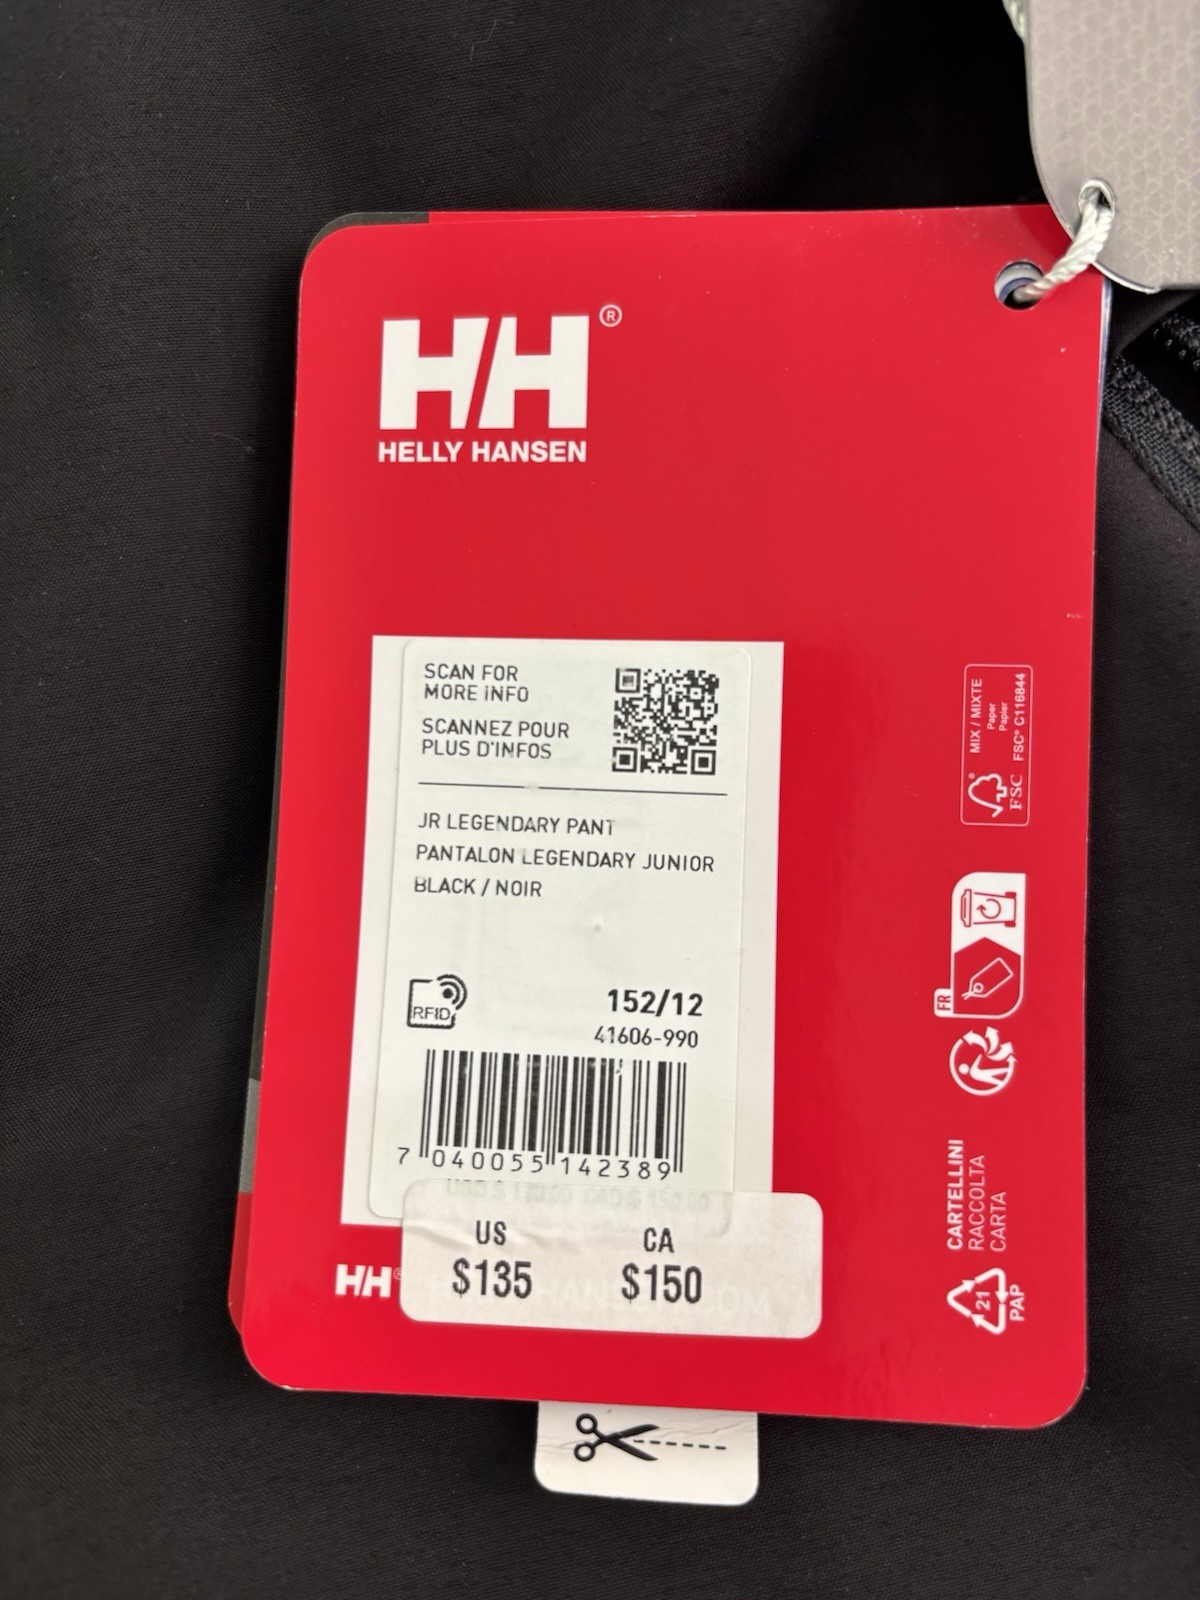 HH®
HELLY HANSEN
SCAN FOR
MORE INFO
SCANNEZ POUR
PLUS D'INFOS
JR LEGENDARY PANT
PANTALON LEGENDARY JUNIOR
BLACK / NOIR
RFID
152/12
41606-990
7 040055 142389
US CA
$135 $150
HH®
MIX / MIXTE
Paper
Papier
FSC® C116844
FSC
FR
CARTELLINI
RACCOLTA
CARTA
21
PAP